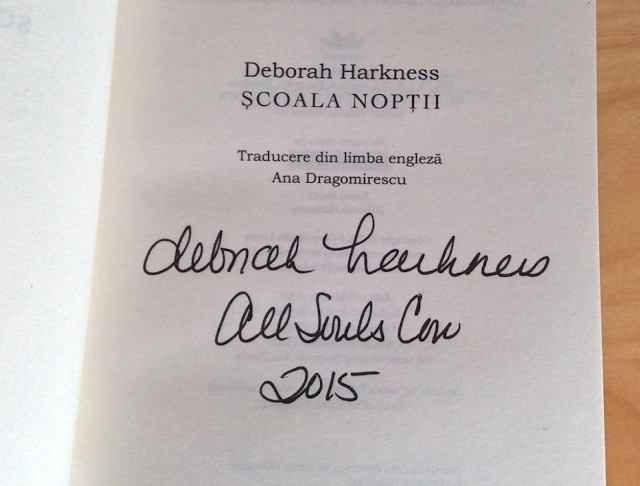 Deborah Harkness
ȘCOALA NOPȚII
Traducere din limba engleză
Ana Dragomirescu
deborah harkness
All Souls Con
2015